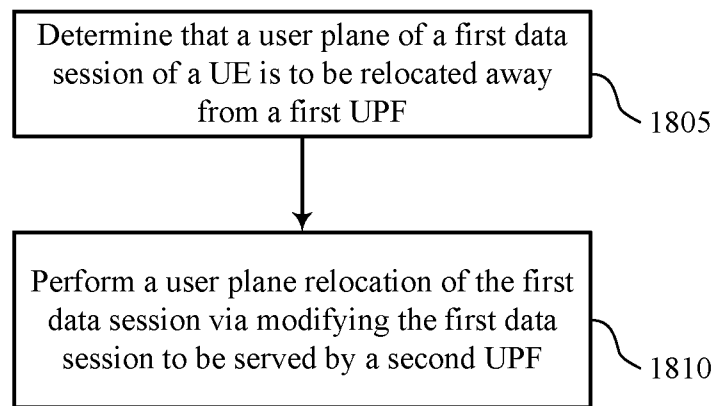 Determine that a user plane of a first data
session of a UE is to be relocated away
from a first UPF
1805
Perform a user plane relocation of the first
data session via modifying the first data
session to be served by a second UPF
1810